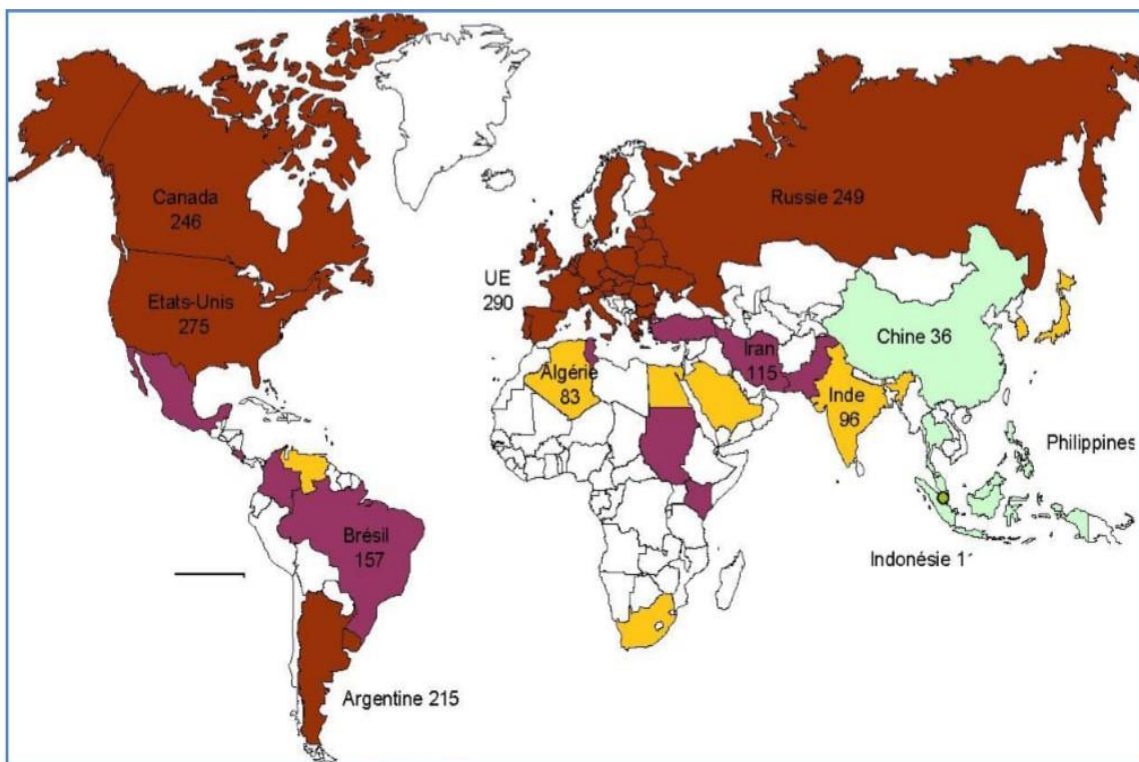 Canada
246
Etats-Unis
275
UE
290
Russie 249
Chine 36
Iran
115
Algérie
83
Inde
96
Philippines
Indonésie 1
Brésil
157
Argentine 215